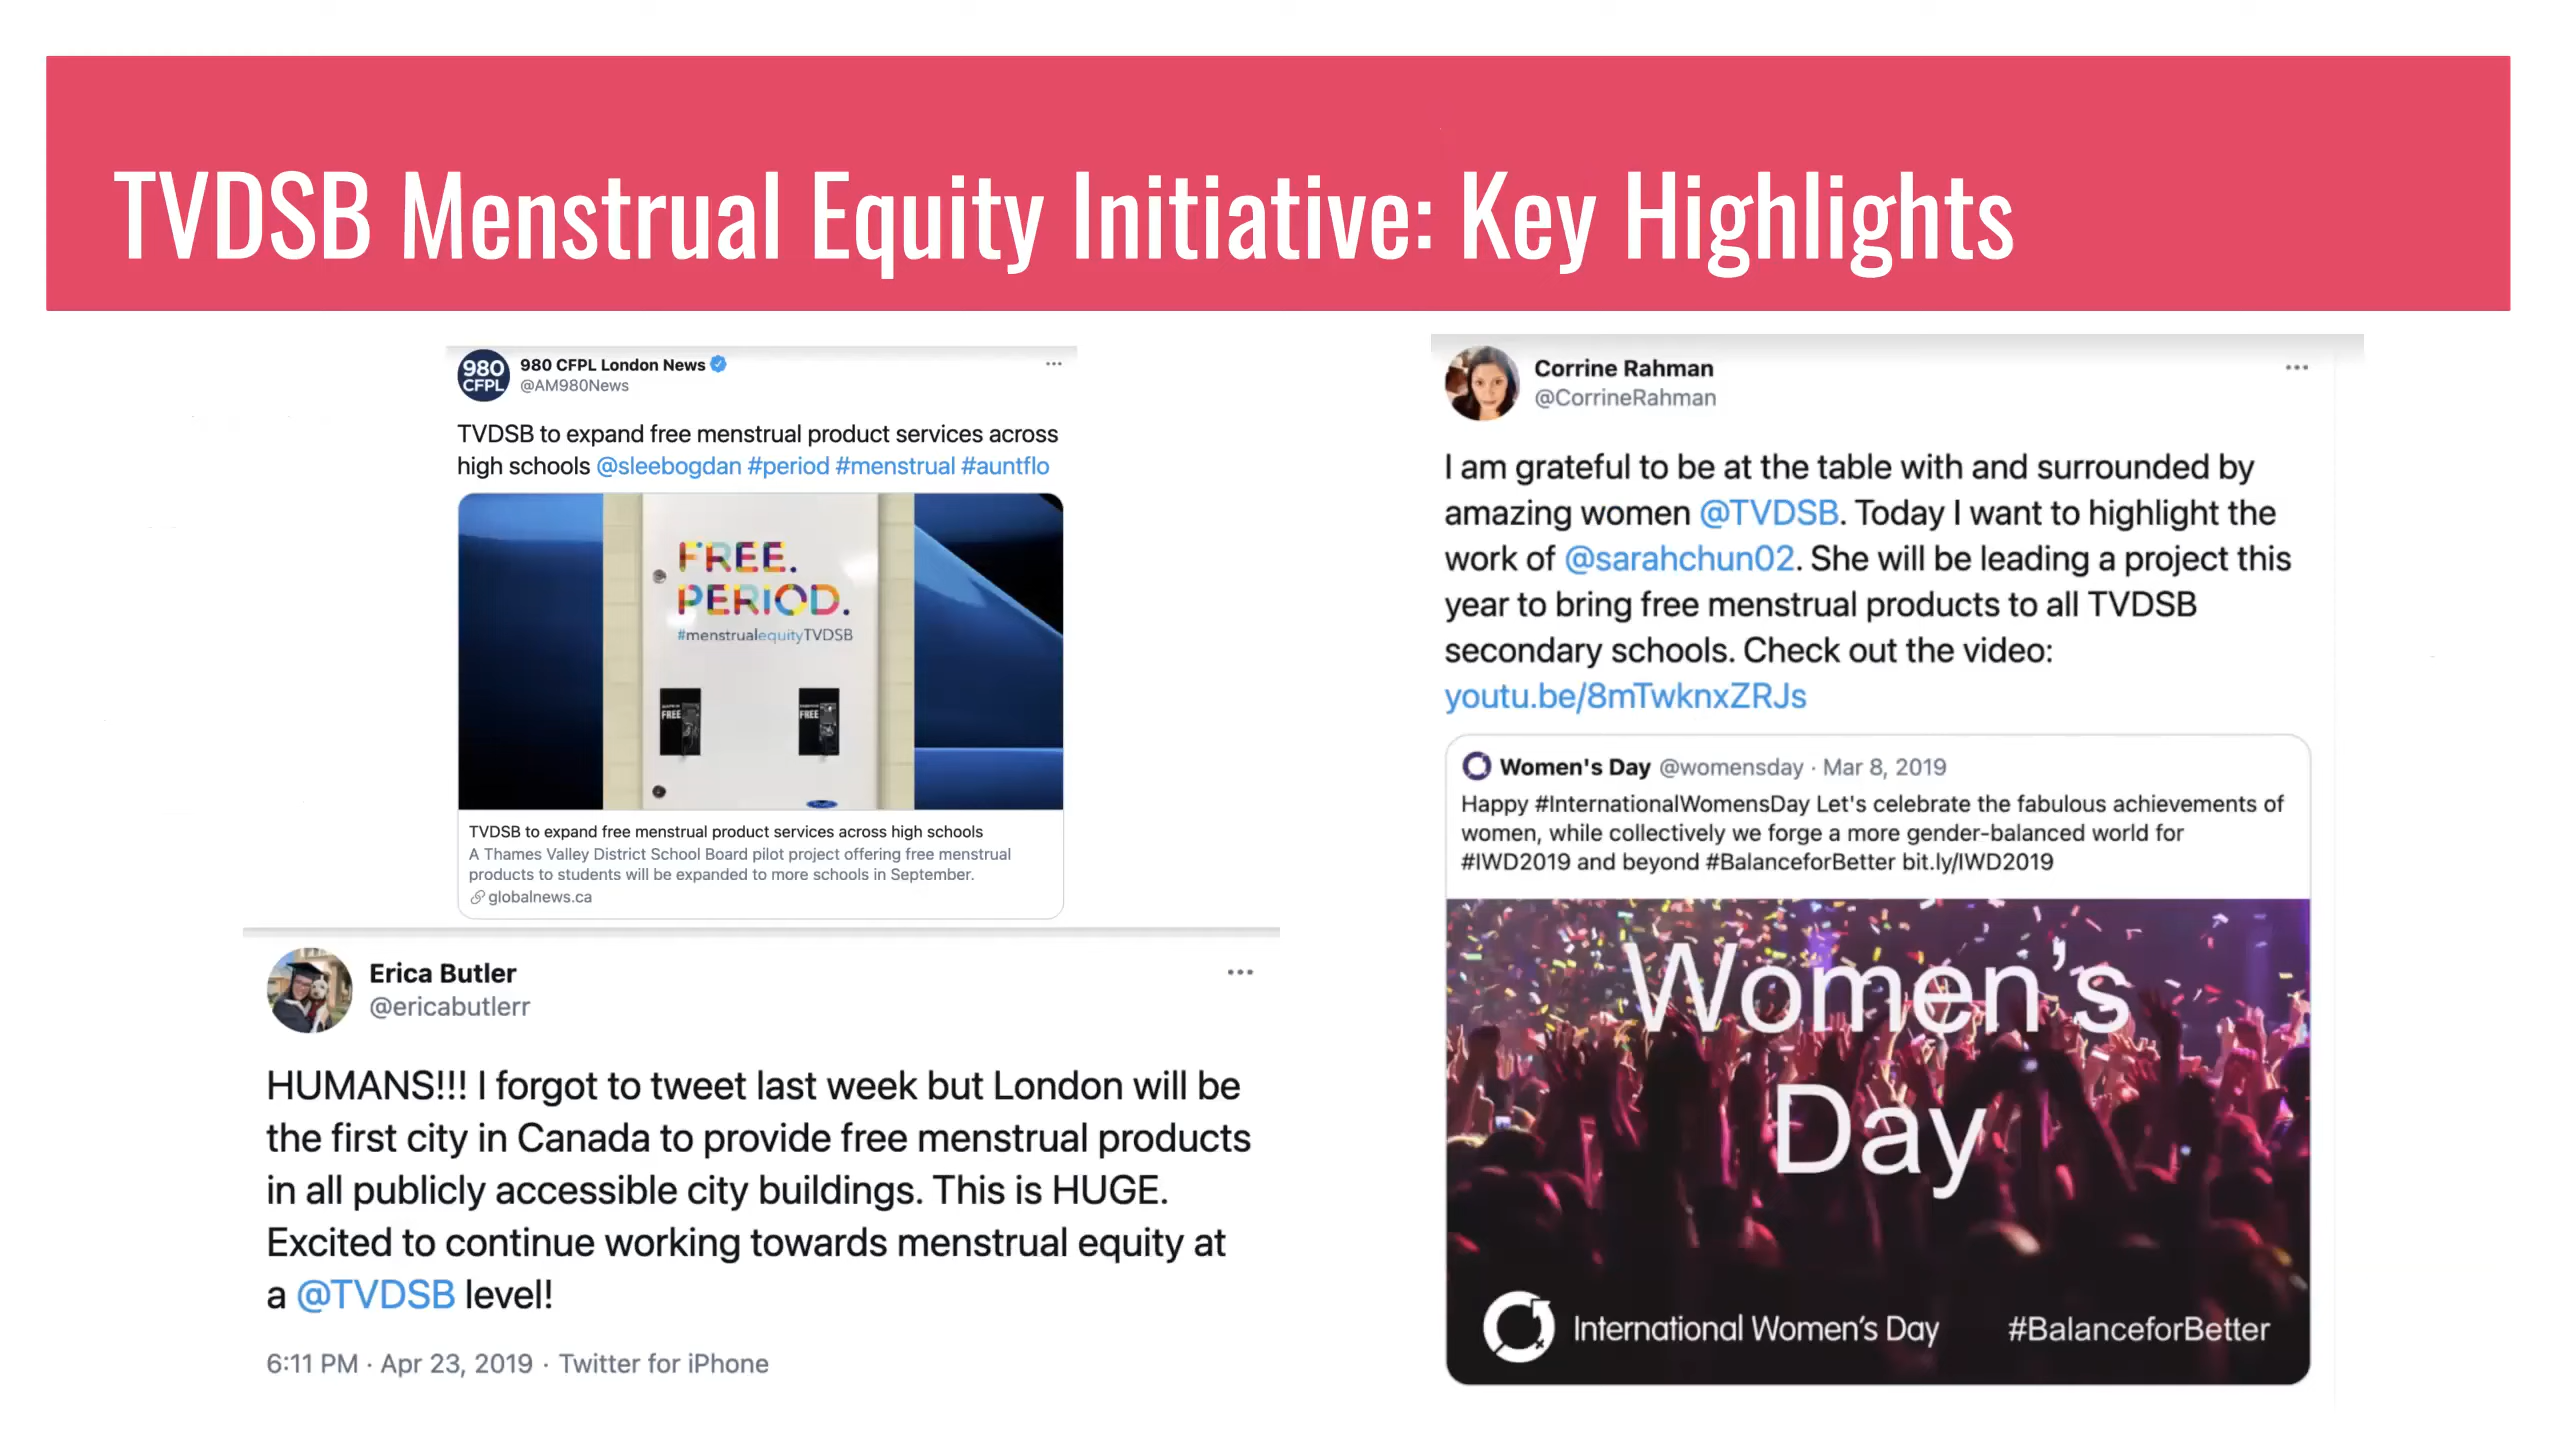 TVDSB Menstrual Equity Initiative: Key Highlights
980 CFPL
980 CFPL London News
@AM980News
TVDSB to expand free menstrual product services across
high schools @sleebogdan #period #menstrual #auntflo
FREE.
PERIOD.
#menstrualequityTVDSB
FREE
FREE
TVDSB to expand free menstrual product services across high schools
A Thames Valley District School Board pilot project offering free menstrual
products to students will be expanded to more schools in September.
globalnews.ca
Erica Butler
@ericabutlerr
HUMANS!!! I forgot to tweet last week but London will be
the first city in Canada to provide free menstrual products
in all publicly accessible city buildings. This is HUGE.
Excited to continue working towards menstrual equity at
a @TVDSB level!
6:11 PM · Apr 23, 2019 · Twitter for iPhone
Corrine Rahman
@CorrineRahman
I am grateful to be at the table with and surrounded by
amazing women @TVDSB. Today I want to highlight the
work of @sarahchun02. She will be leading a project this
year to bring free menstrual products to all TVDSB
secondary schools. Check out the video:
youtu.be/8mTwknxZRJs
Women's Day @womensday · Mar 8, 2019
Happy #InternationalWomensDay Let's celebrate the fabulous achievements of
women, while collectively we forge a more gender-balanced world for
#IWD2019 and beyond #BalanceforBetter bit.ly/IWD2019
Women's
Day
International Women's Day #BalanceforBetter